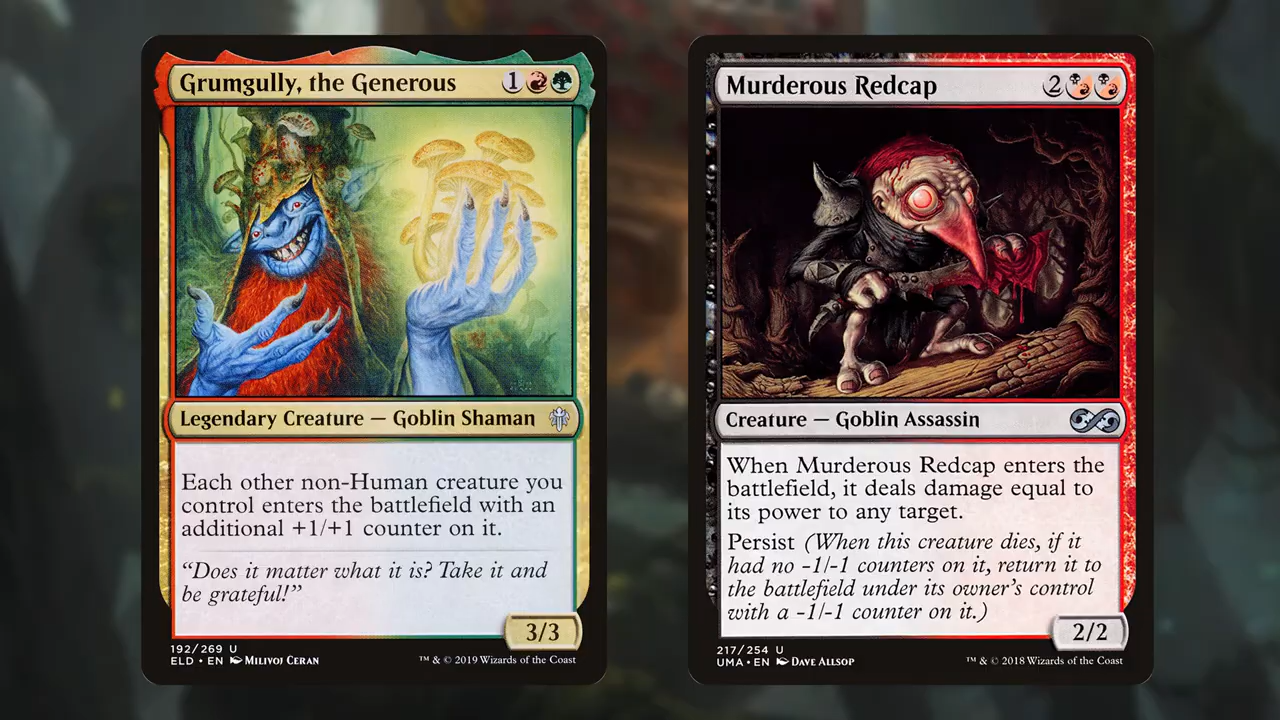 Grumgully, the Generous 1
Legendary Creature — Goblin Shaman
Each other non-Human creature you
control enters the battlefield with an
additional +1/+1 counter on it.
“Does it matter what it is? Take it and
be grateful!”
3/3
192/269 U
ELD • EN Milivoj Ceran
™ & © 2019 Wizards of the Coast
Murderous Redcap 2
Creature — Goblin Assassin
When Murderous Redcap enters the
battlefield, it deals damage equal to
its power to any target.
Persist (When this creature dies, if it
had no -1/-1 counters on it, return it to
the battlefield under its owner’s control
with a -1/-1 counter on it.)
2/2
217/254 U
UMA • EN Dave Allsop
™ & © 2018 Wizards of the Coast